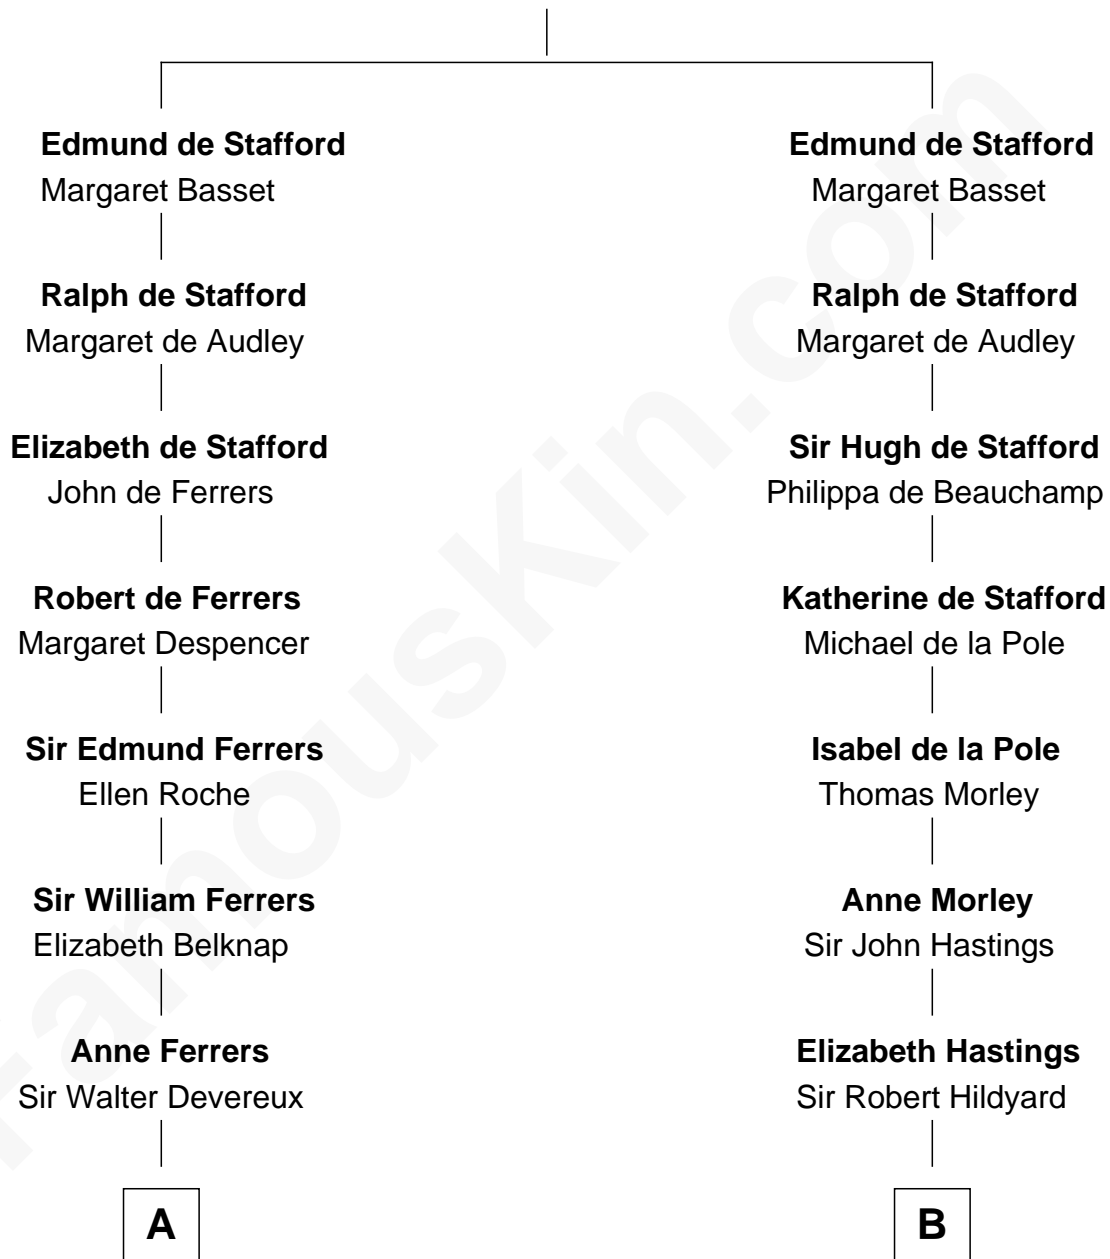 Edmund de Stafford
Margaret Basset
Ralph de Stafford
Margaret de Audley
Elizabeth de Stafford
John de Ferrers
Robert de Ferrers
Margaret Despencer
Sir Edmund Ferrers
Ellen Roche
Sir William Ferrers
Elizabeth Belknap
Anne Ferrers
Sir Walter Devereux
A
Edmund de Stafford
Margaret Basset
Ralph de Stafford
Margaret de Audley
Sir Hugh de Stafford
Philippa de Beauchamp
Katherine de Stafford
Michael de la Pole
Isabel de la Pole
Thomas Morley
Anne Morley
Sir John Hastings
Elizabeth Hastings
Sir Robert Hildyard
B
FamousKin.com